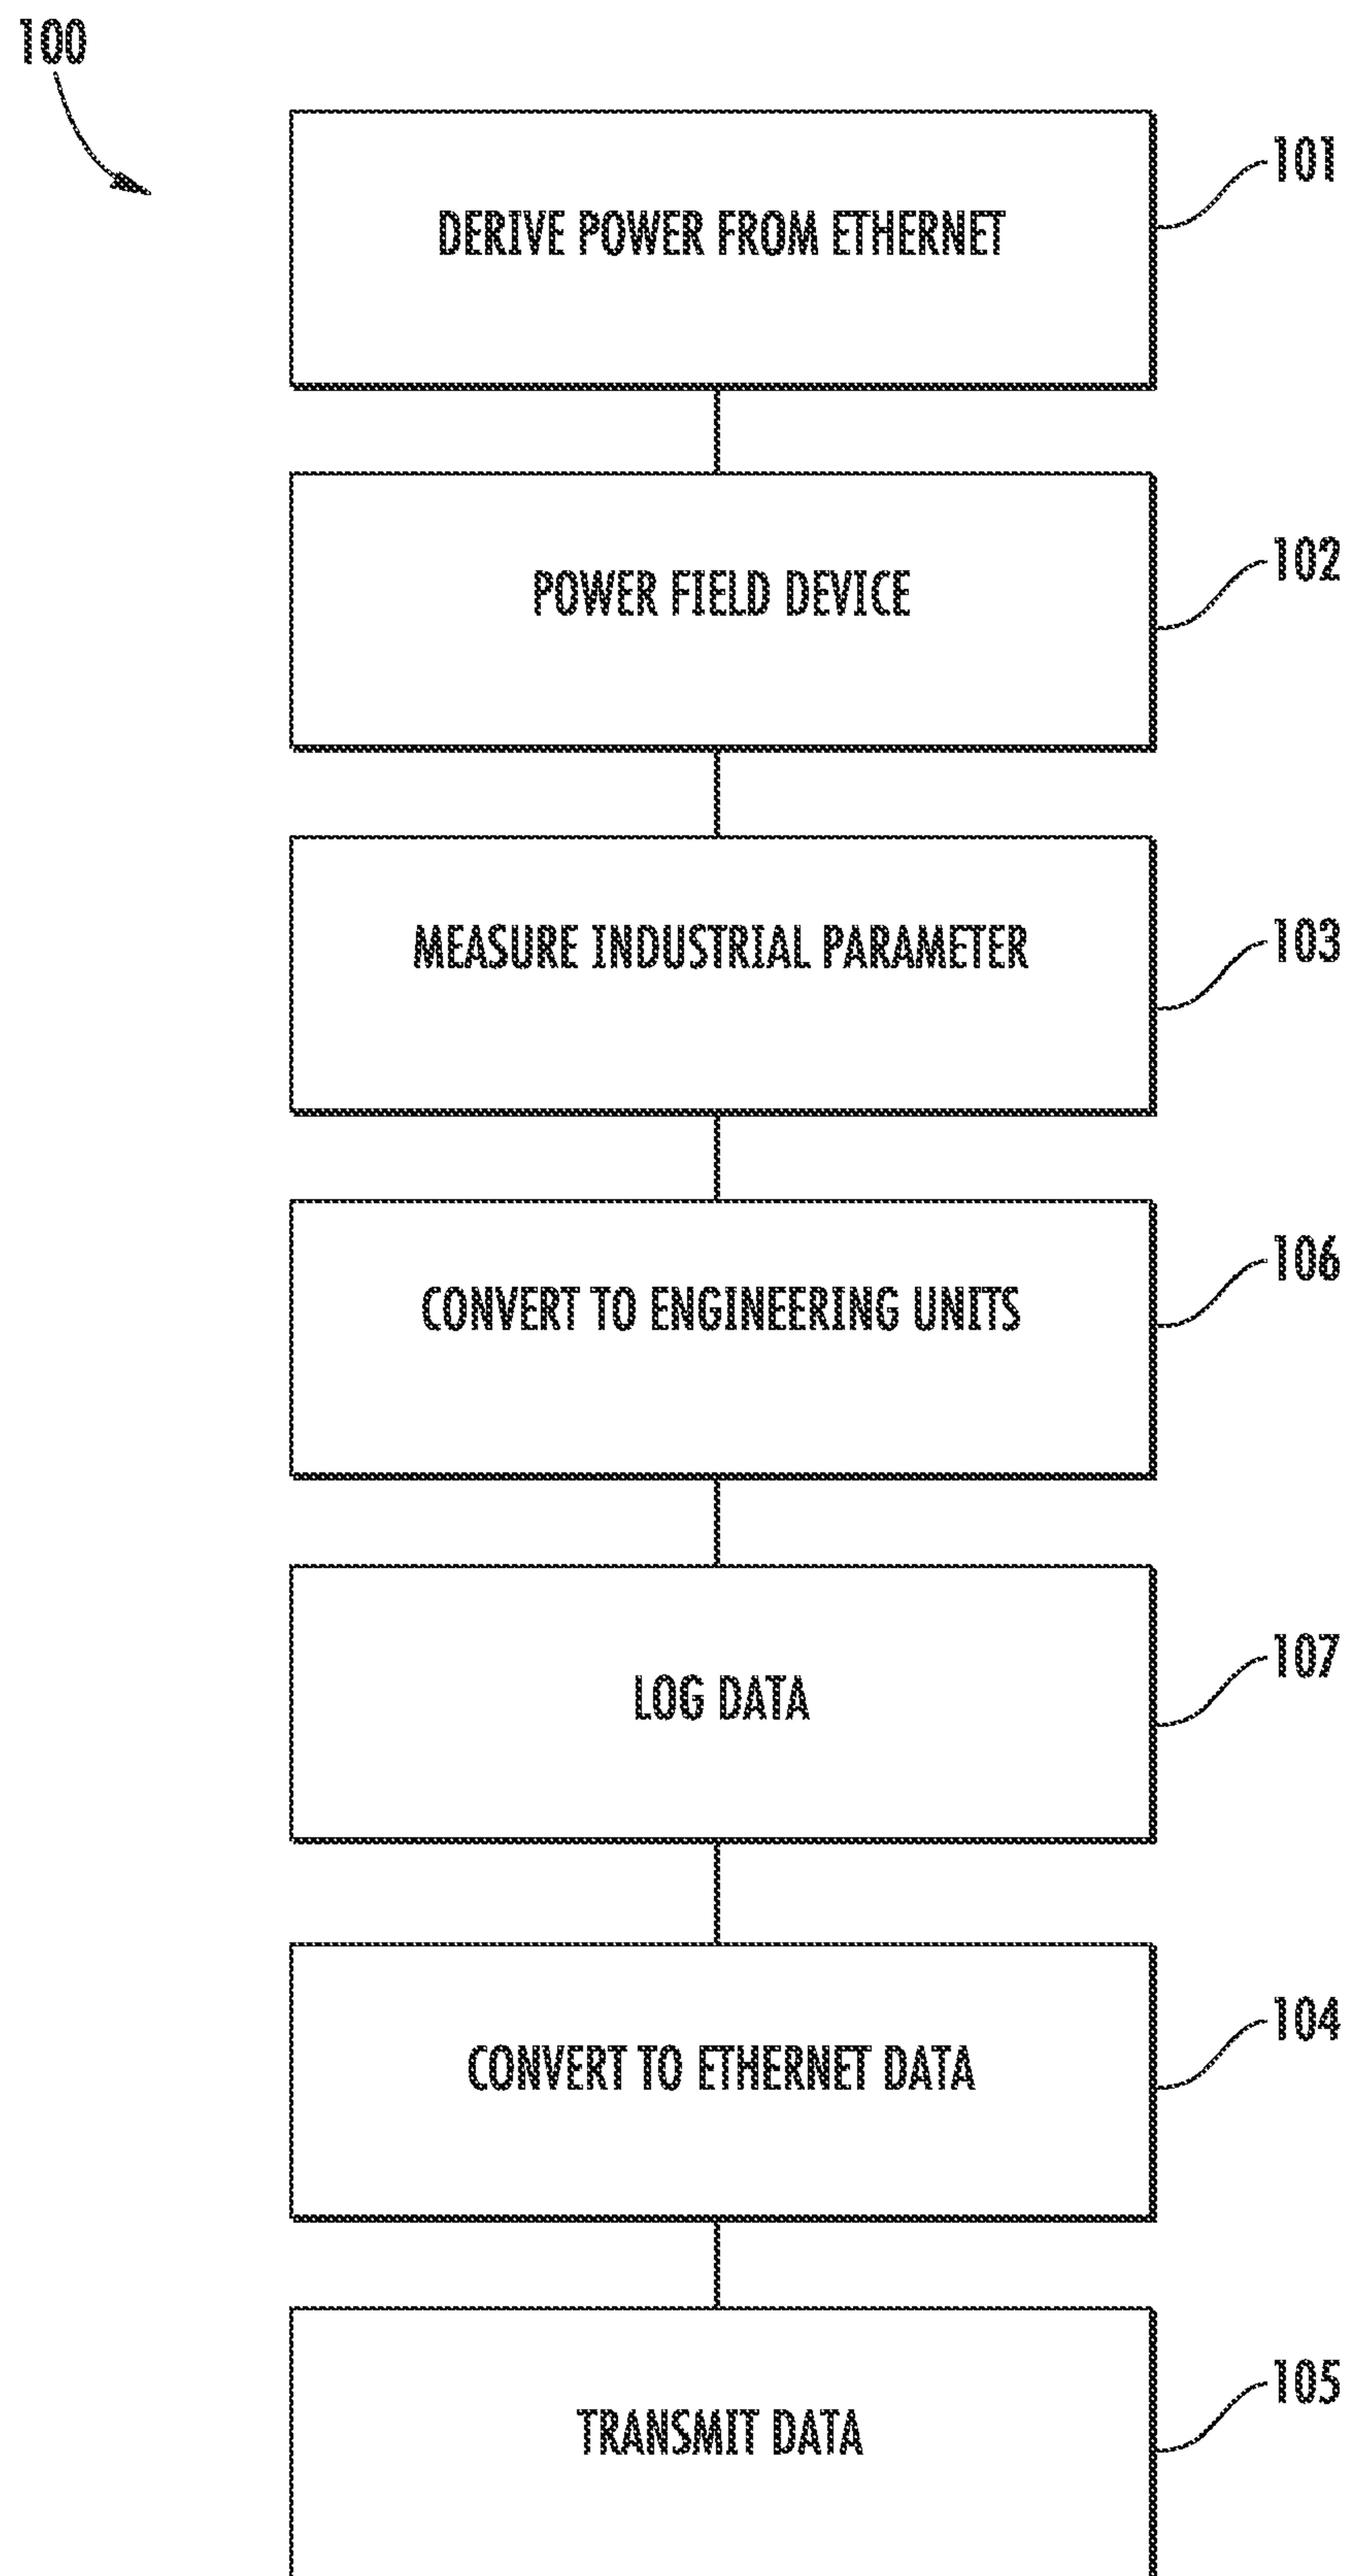 100
DERIVE POWER FROM ETHERNET
101
POWER FIELD DEVICE
102
MEASURE INDUSTRIAL PARAMETER
103
CONVERT TO ENGINEERING UNITS
106
LOG DATA
107
CONVERT TO ETHERNET DATA
104
TRANSMIT DATA
105